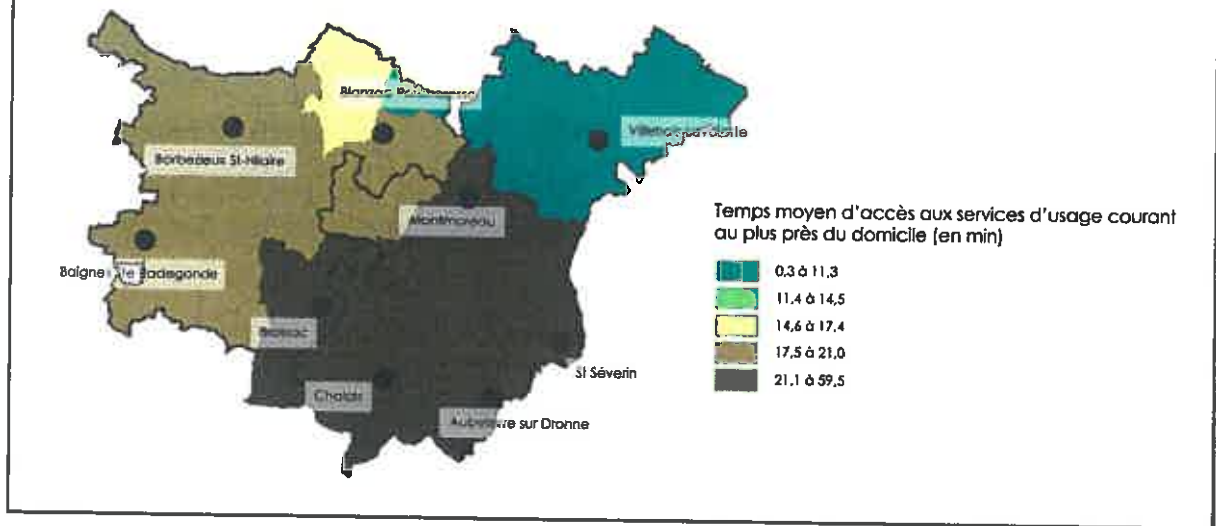 Barbezieux St-Hilaire
Montmoreau
Brossac
St Séverin
Chalais
Temps moyen d'accès aux services d'usage courant
au plus près du domicile (en min)
0,3 à 11,3
11,4 à 14,5
14,6 à 17,4
17,5 à 21,0
21,1 à 59,5
sur Dronne